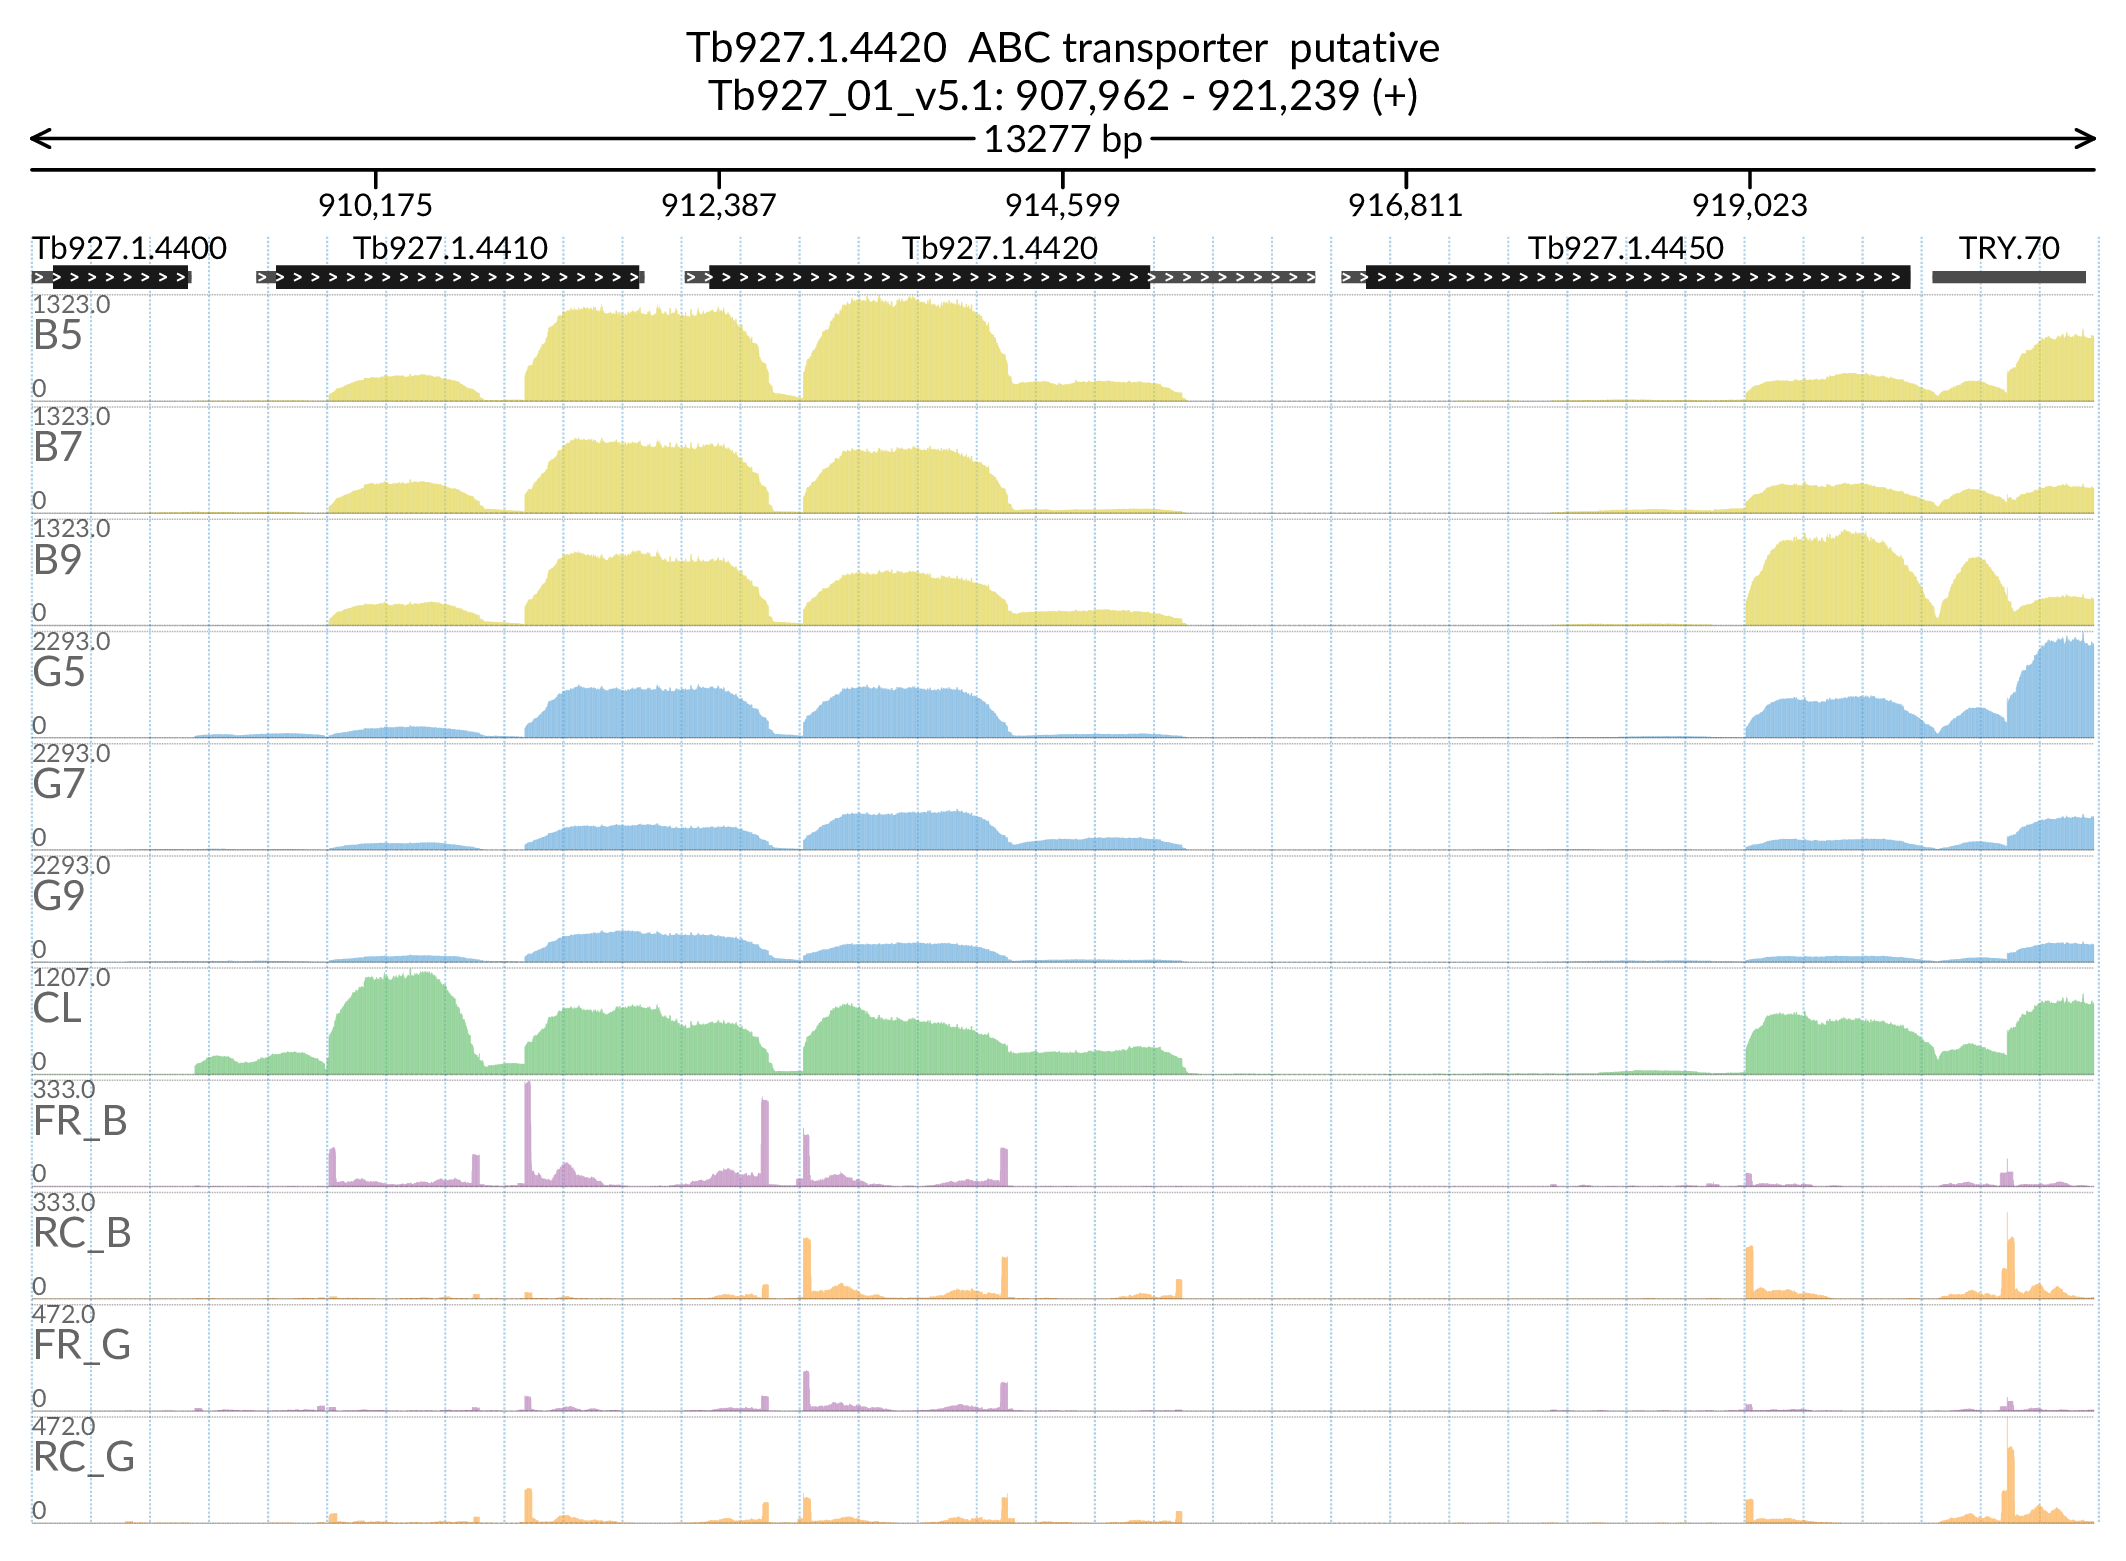 Tb927.1.4420  ABC transporter  putative
Tb927_01_v5.1: 907,962 - 921,239 (+)
13277 bp
910,175 912,387 914,599 916,811 919,023
Tb927.1.4400 Tb927.1.4410 Tb927.1.4420 Tb927.1.4450 TRY.70
1323.0
B5
0
1323.0
B7
0
1323.0
B9
0
2293.0
G5
0
2293.0
G7
0
2293.0
G9
0
1207.0
CL
0
333.0
FR_B
0
333.0
RC_B
0
472.0
FR_G
0
472.0
RC_G
0